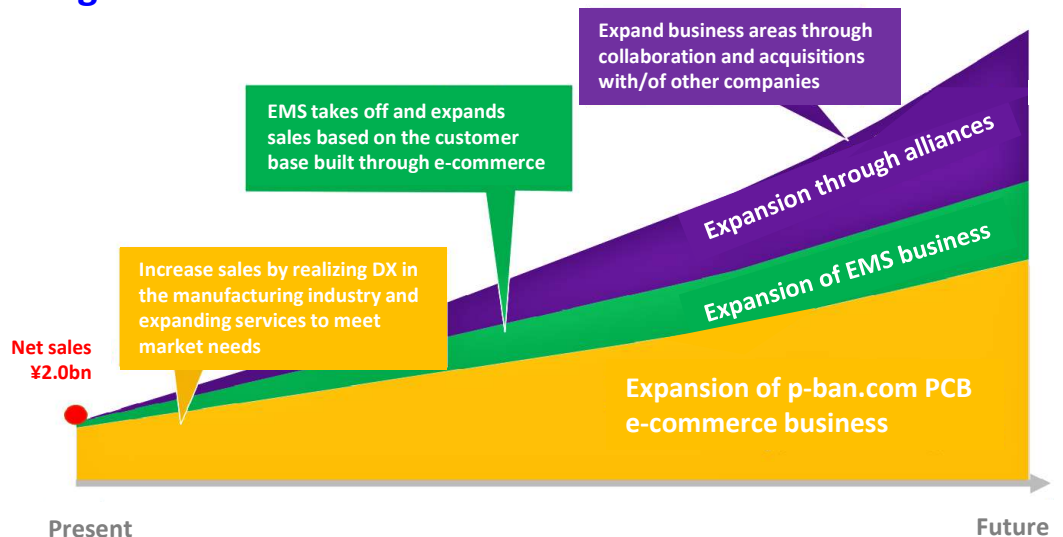 Expand business areas through
collaboration and acquisitions
with/of other companies
EMS takes off and expands
sales based on the customer
base built through e-commerce
Expansion through alliances
Increase sales by realizing DX in
the manufacturing industry and
expanding services to meet
market needs
Expansion of EMS business
Net sales
¥2.0bn
Expansion of p-ban.com PCB
e-commerce business
Present
Future